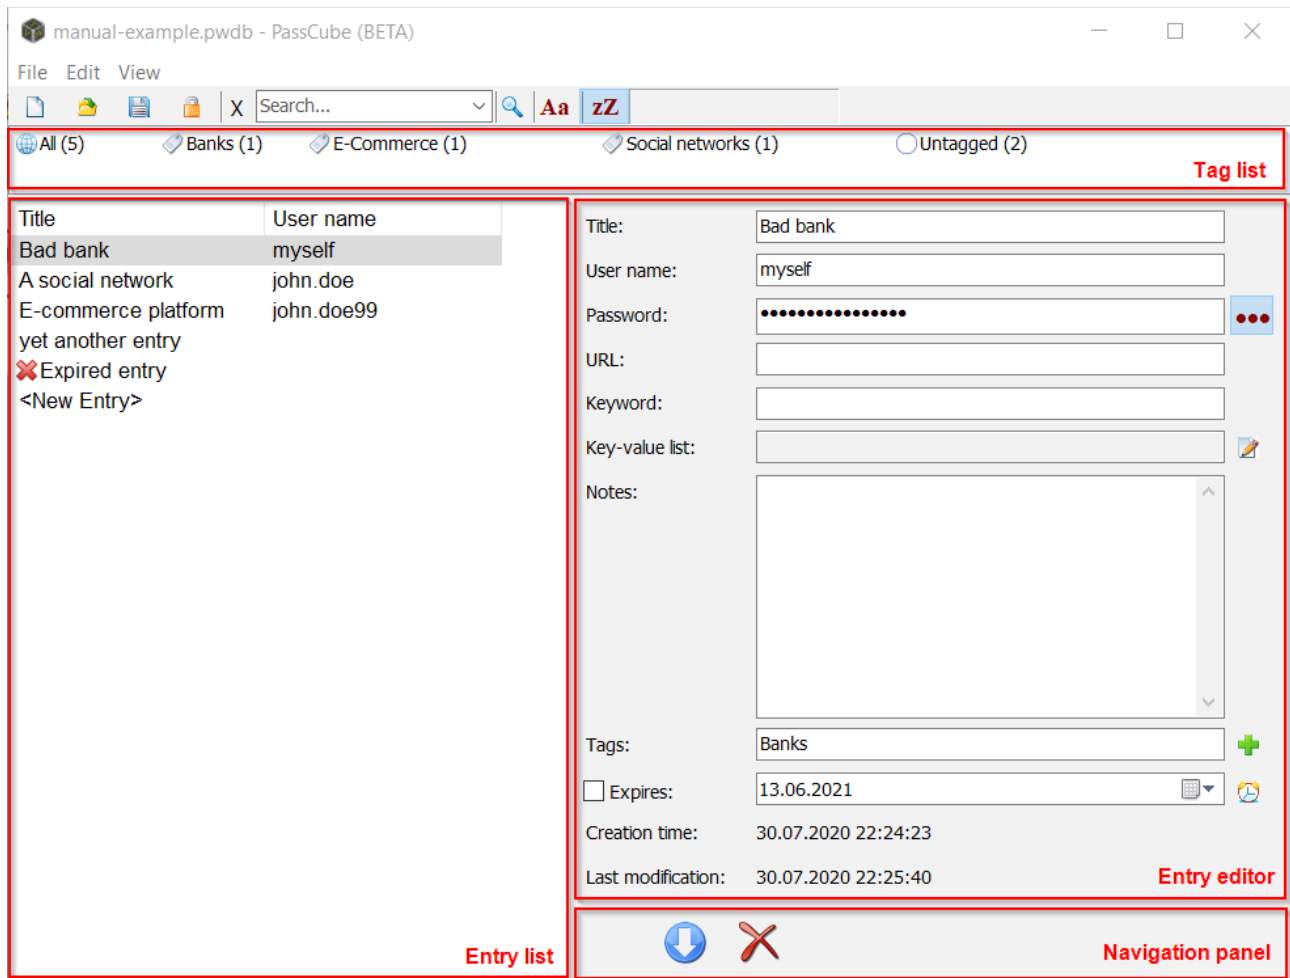 manual-example.pwdb - PassCube (BETA)
File Edit View
X Search... Aa zZ
All (5) Banks (1) E-Commerce (1) Social networks (1) Untagged (2)
Tag list
Title User name
Bad bank myself
A social network john.doe
E-commerce platform john.doe99
yet another entry
Expired entry
<New Entry>
Entry list
Title: Bad bank
User name: myself
Password: ••••••••••••••••
URL:
Keyword:
Key-value list:
Notes:
Tags: Banks
Expires: 13.06.2021
Creation time: 30.07.2020 22:24:23
Last modification: 30.07.2020 22:25:40
Entry editor
Navigation panel